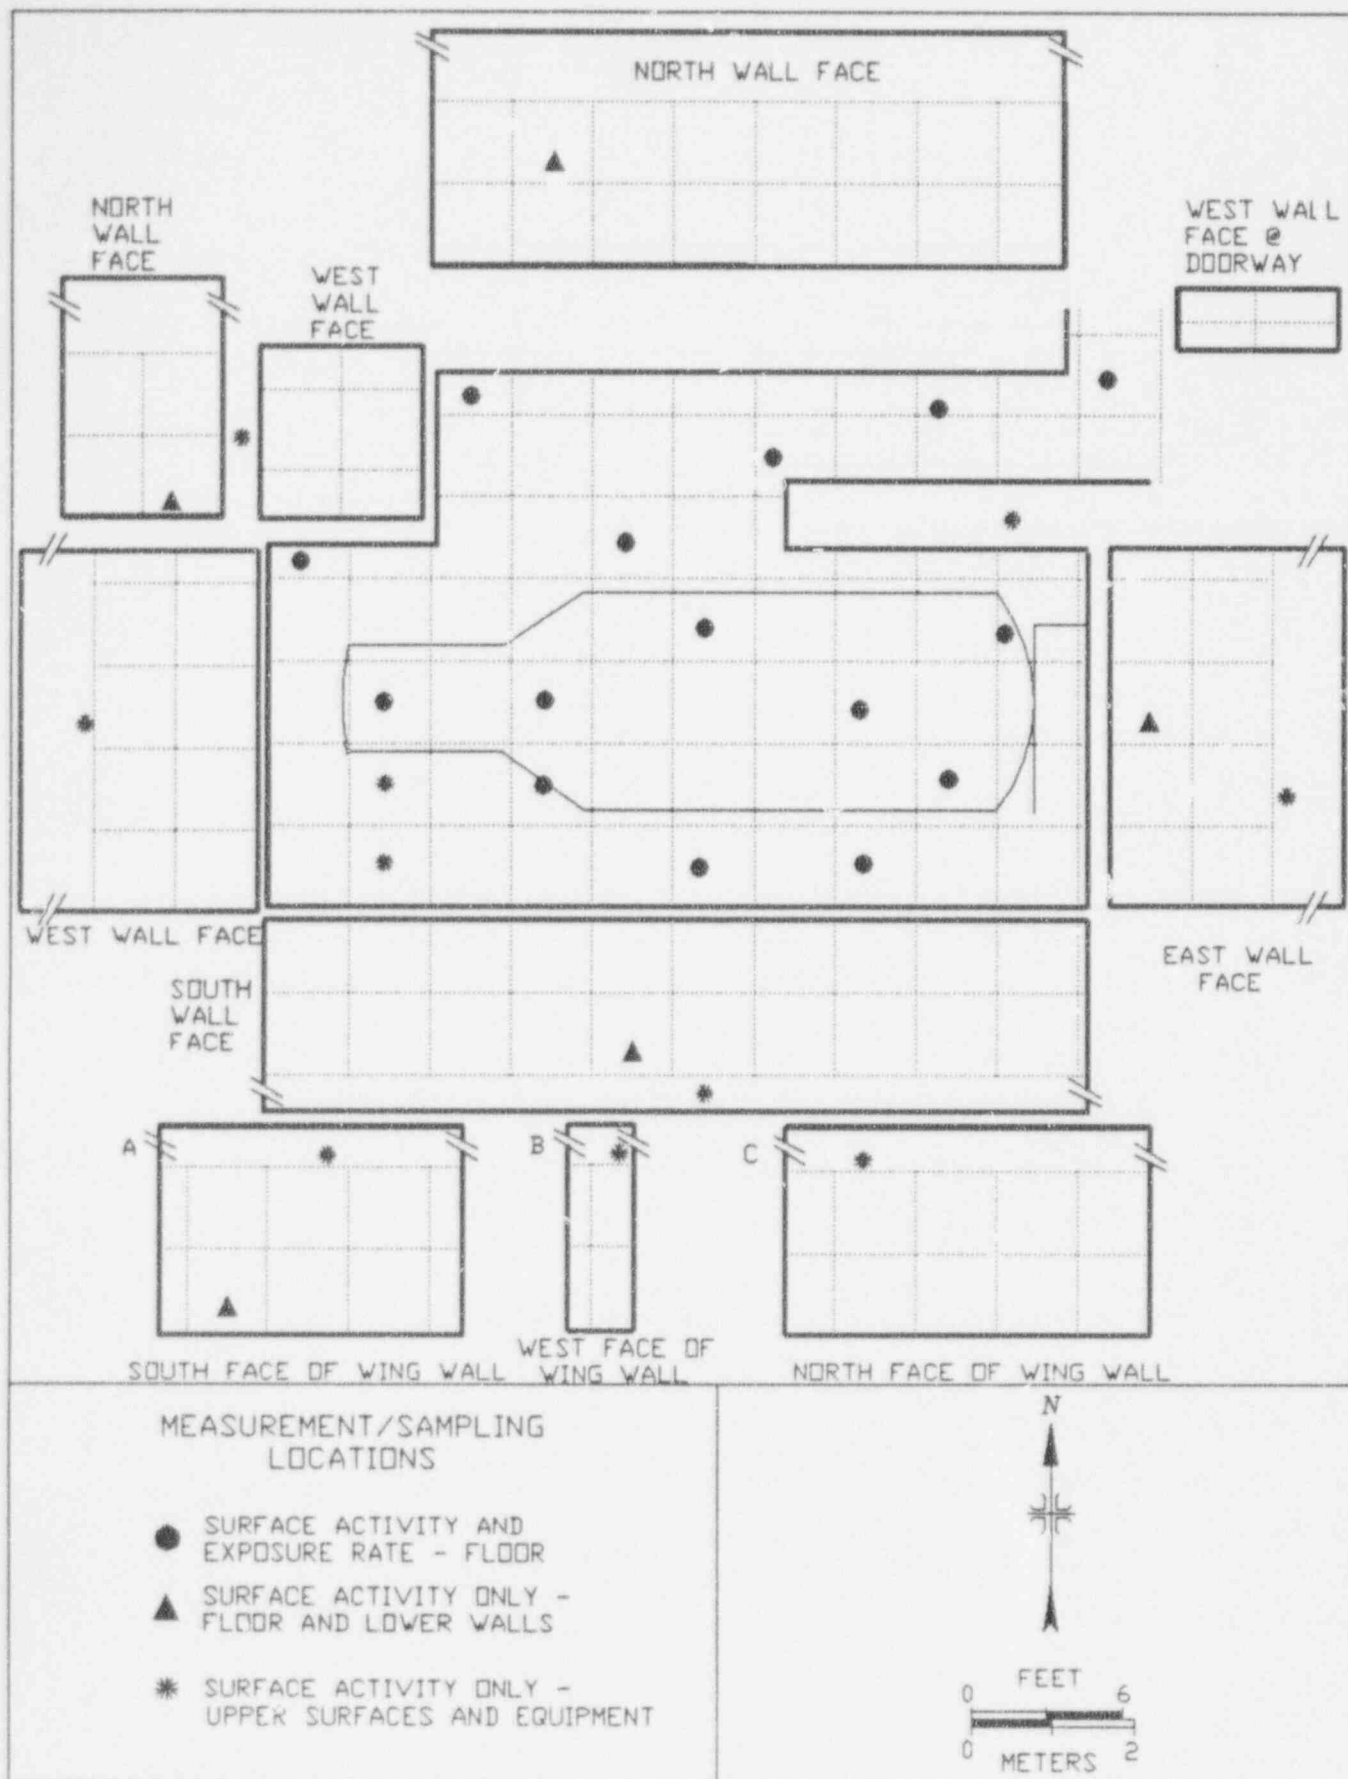 NORTH WALL FACE
NORTH
WALL
FACE
WEST
WALL
FACE
WEST WALL
FACE @
DOORWAY
WEST WALL FACE
EAST WALL
FACE
SOUTH
WALL
FACE
A
B
C
SOUTH FACE OF WING WALL
WEST FACE OF
WING WALL
NORTH FACE OF WING WALL
MEASUREMENT/SAMPLING
LOCATIONS
SURFACE ACTIVITY AND
EXPOSURE RATE - FLOOR
SURFACE ACTIVITY ONLY -
FLOOR AND LOWER WALLS
SURFACE ACTIVITY ONLY -
UPPER SURFACES AND EQUIPMENT
N
FEET
0 6
0 2
METERS